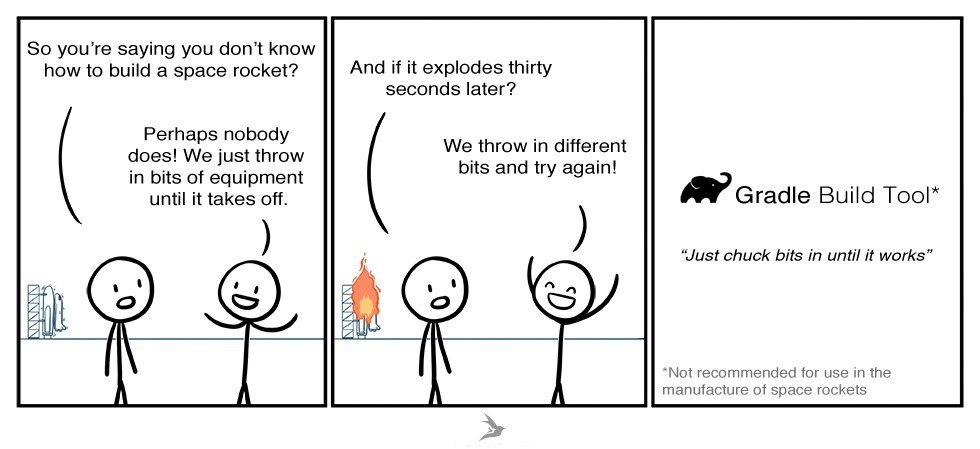 So you're saying you don't know
how to build a space rocket?
Perhaps nobody
does! We just throw
in bits of equipment
until it takes off.
And if it explodes thirty
seconds later?
We throw in different
bits and try again!
Gradle Build Tool*
“Just chuck bits in until it works”
*Not recommended for use in the
manufacture of space rockets